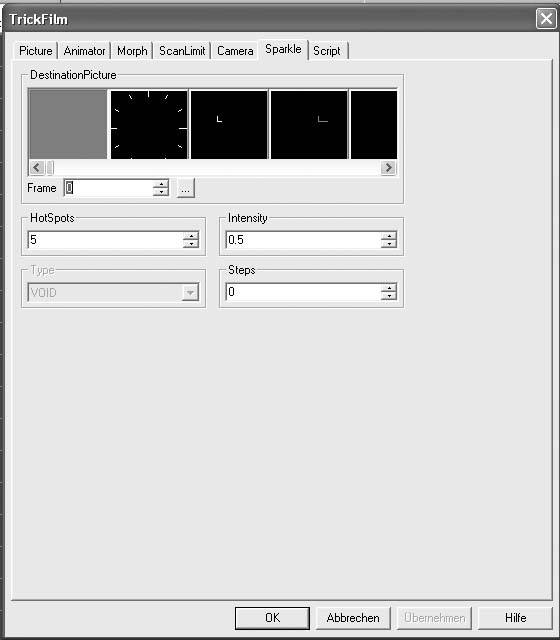 TrickFilm
Picture Animator Morph ScanLimit Camera Sparkle Script
DestinationPicture
Frame 0 ...
HotSpots Intensity
5 0.5
Type Steps
VOID 0
OK Abbrechen Übernehmen Hilfe